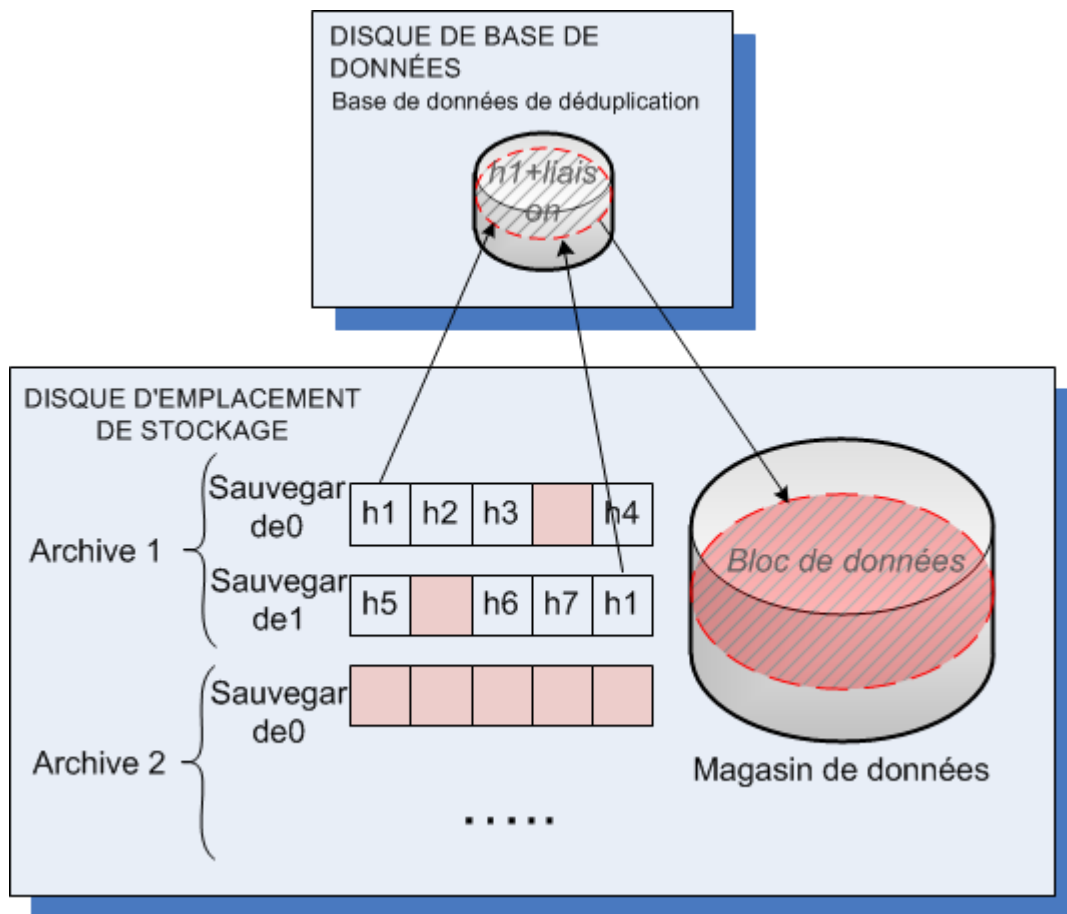 DISQUE DE BASE DE
DONNÉES
Base de données de déduplication
h1+liais
on
DISQUE D'EMPLACEMENT
DE STOCKAGE
Archive 1
Sauvegar
de0
h1 h2 h3 h4
Sauvegar
de1
h5 h6 h7 h1
Archive 2
Sauvegar
de0
.....
Bloc de données
Magasin de données